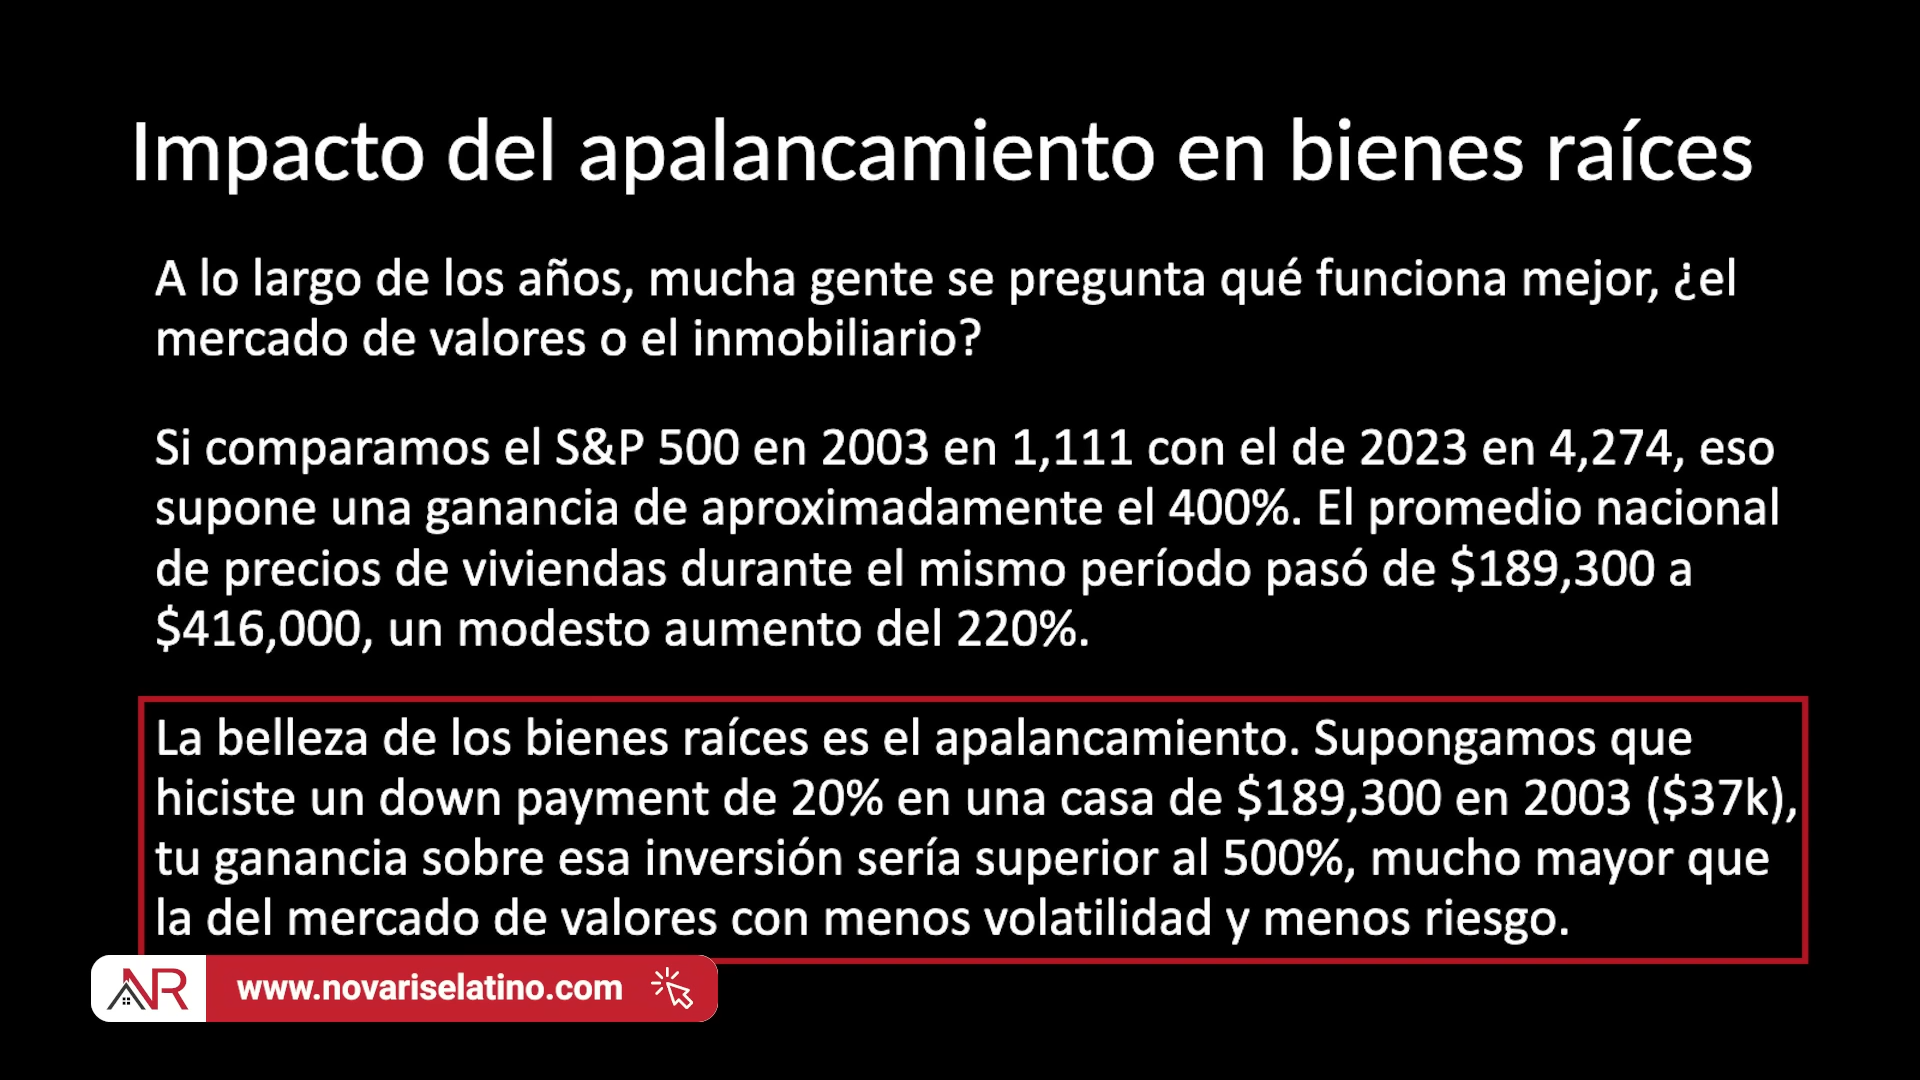 Impacto del apalancamiento en bienes raíces
A lo largo de los años, mucha gente se pregunta qué funciona mejor, ¿el
mercado de valores o el inmobiliario?
Si comparamos el S&P 500 en 2003 en 1,111 con el de 2023 en 4,274, eso
supone una ganancia de aproximadamente el 400%. El promedio nacional
de precios de viviendas durante el mismo período pasó de $189,300 a
$416,000, un modesto aumento del 220%.
La belleza de los bienes raíces es el apalancamiento. Supongamos que
hiciste un down payment de 20% en una casa de $189,300 en 2003 ($37k),
tu ganancia sobre esa inversión sería superior al 500%, mucho mayor que
la del mercado de valores con menos volatilidad y menos riesgo.
NR www.novariselatino.com